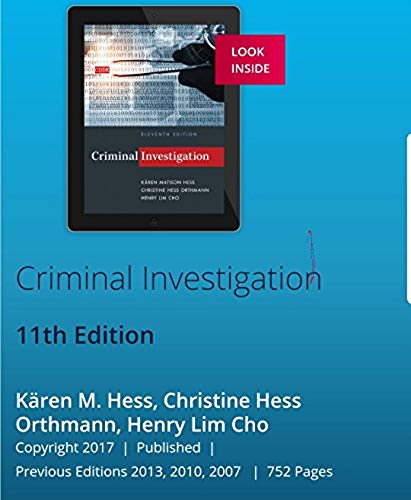 LOOK
INSIDE
ELEVENTH EDITION
Criminal Investigation
KÄREN MATISON HESS
CHRISTINE HESS ORTHMANN
HENRY LIM CHO
Criminal Investigation
11th Edition
Kären M. Hess, Christine Hess
Orthmann, Henry Lim Cho
Copyright 2017 | Published |
Previous Editions 2013, 2010, 2007 | 752 Pages